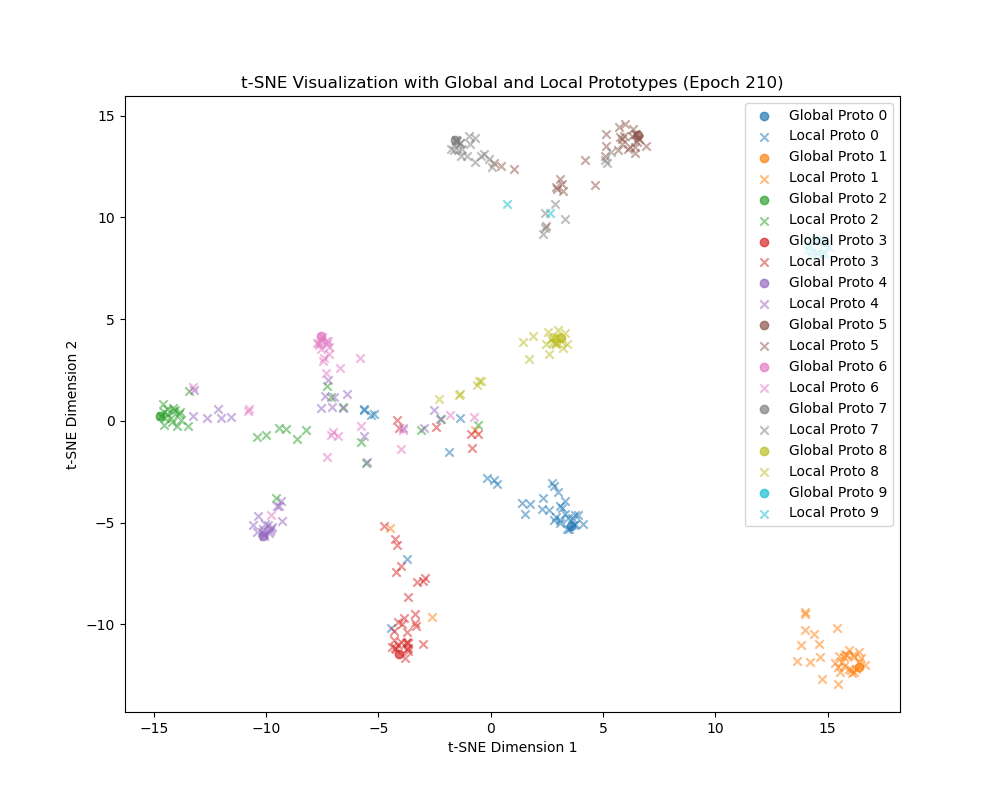 t-SNE Visualization with Global and Local Prototypes (Epoch 210)
15
10
5
0
−5
−10
t-SNE Dimension 2
−15
−10
−5
0
5
10
15
t-SNE Dimension 1
Global Proto 0
Local Proto 0
Global Proto 1
Local Proto 1
Global Proto 2
Local Proto 2
Global Proto 3
Local Proto 3
Global Proto 4
Local Proto 4
Global Proto 5
Local Proto 5
Global Proto 6
Local Proto 6
Global Proto 7
Local Proto 7
Global Proto 8
Local Proto 8
Global Proto 9
Local Proto 9